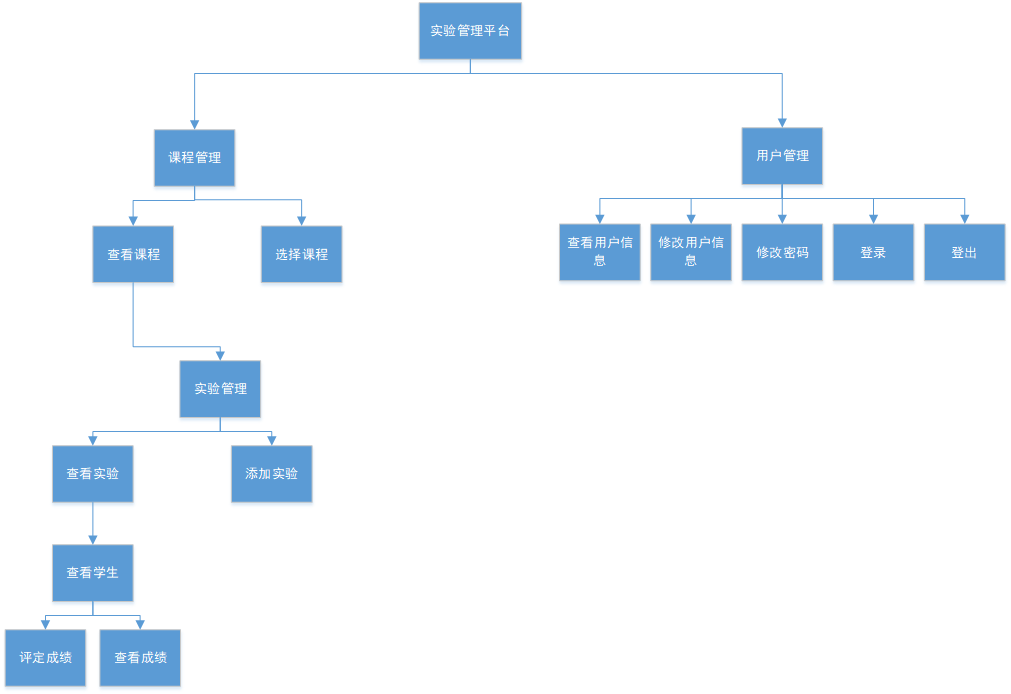 实验管理平台
课程管理
用户管理
查看课程
选择课程
查看用户信
息
修改用户信
息
修改密码
登录
登出
实验管理
查看实验
添加实验
查看学生
评定成绩
查看成绩